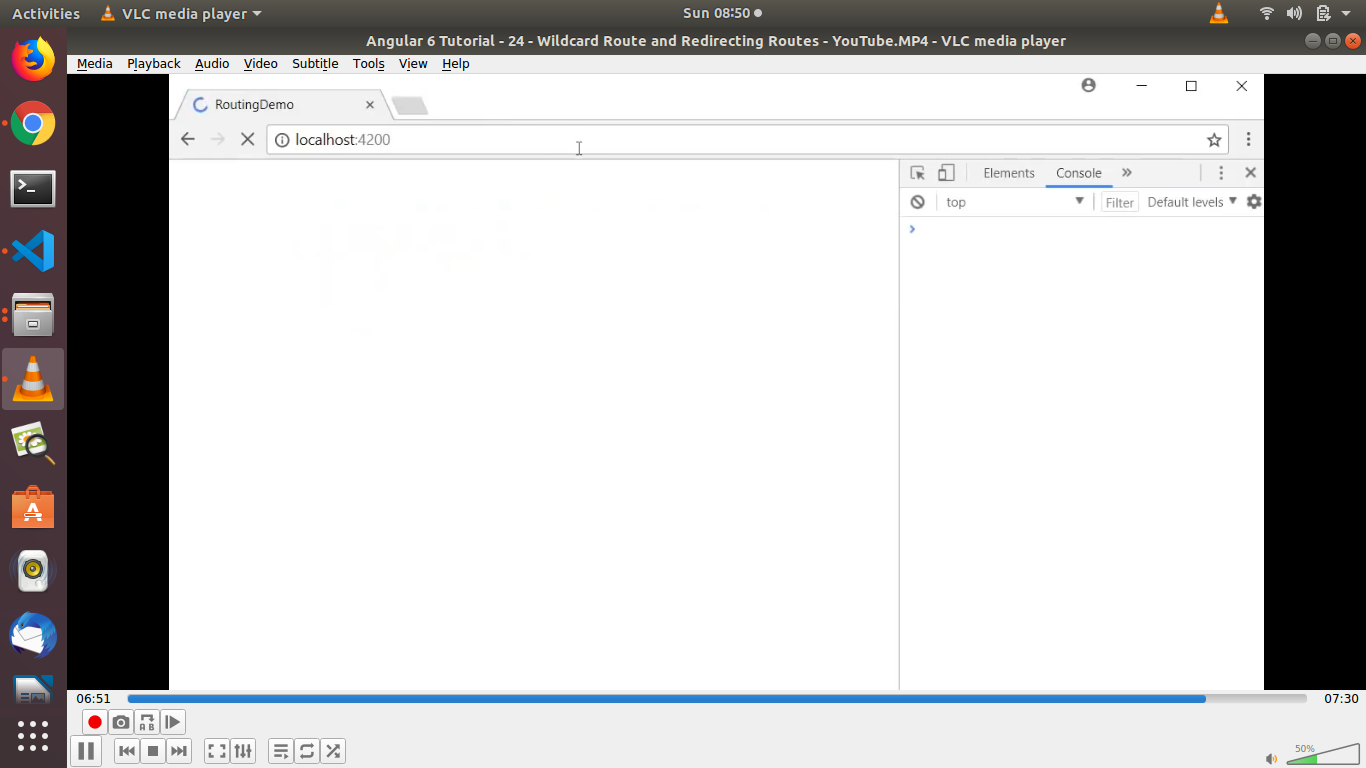 Activities VLC media player Sun 08:50
Angular 6 Tutorial - 24 - Wildcard Route and Redirecting Routes - YouTube.MP4 - VLC media player
Media Playback Audio Video Subtitle Tools View Help
RoutingDemo
localhost:4200
Elements Console »
top Filter Default levels
06:51 07:30
A B
50%